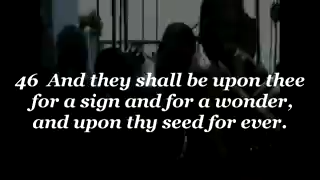 46 And they shall be upon thee
for a sign and for a wonder,
and upon thy seed for ever.